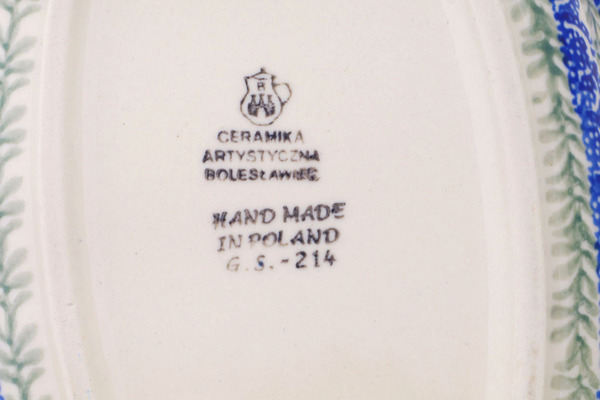 B
CERAMIKA
ARTYSTYCZNA
BOLESŁAWIEC
HAND MADE
IN POLAND
G.S.-214